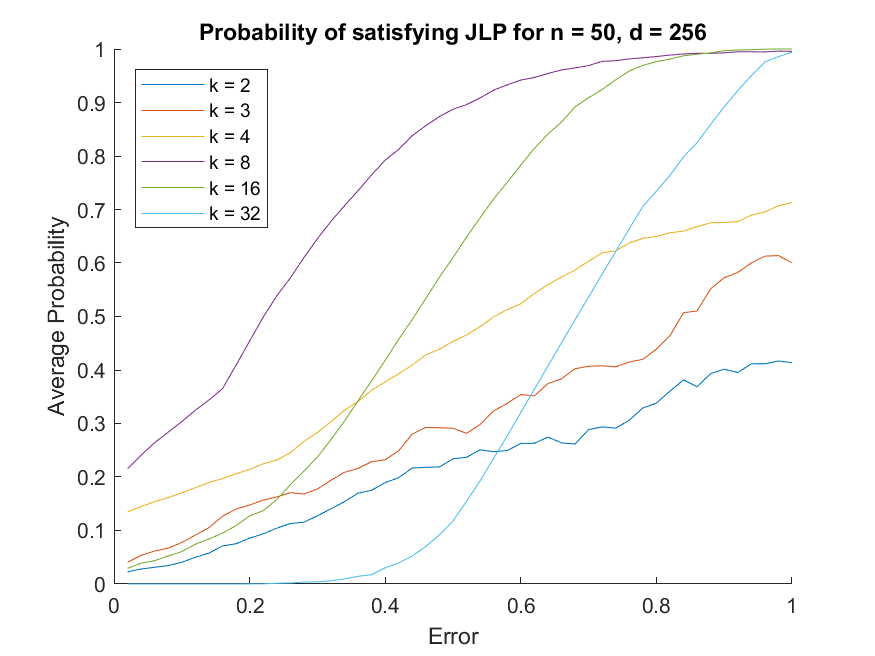 Probability of satisfying JLP for n = 50, d = 256
1
0.9
0.8
0.7
0.6
0.5
0.4
0.3
0.2
0.1
0
Average Probability
k = 2
k = 3
k = 4
k = 8
k = 16
k = 32
0 0.2 0.4 0.6 0.8 1
Error